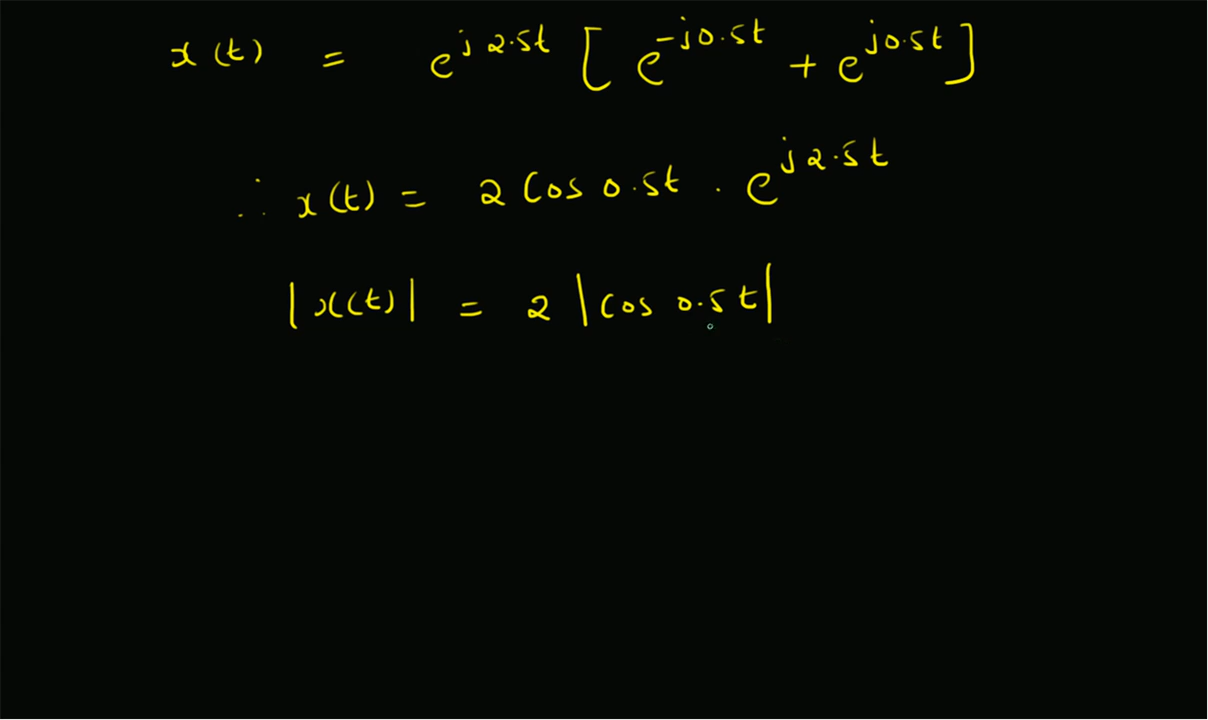 x(t) = e^{j2.5t} [e^{-j0.5t} + e^{j0.5t}]
∴ x(t) = 2 Cos 0.5t . e^{j2.5t}
|x(t)| = 2 |cos 0.5t|